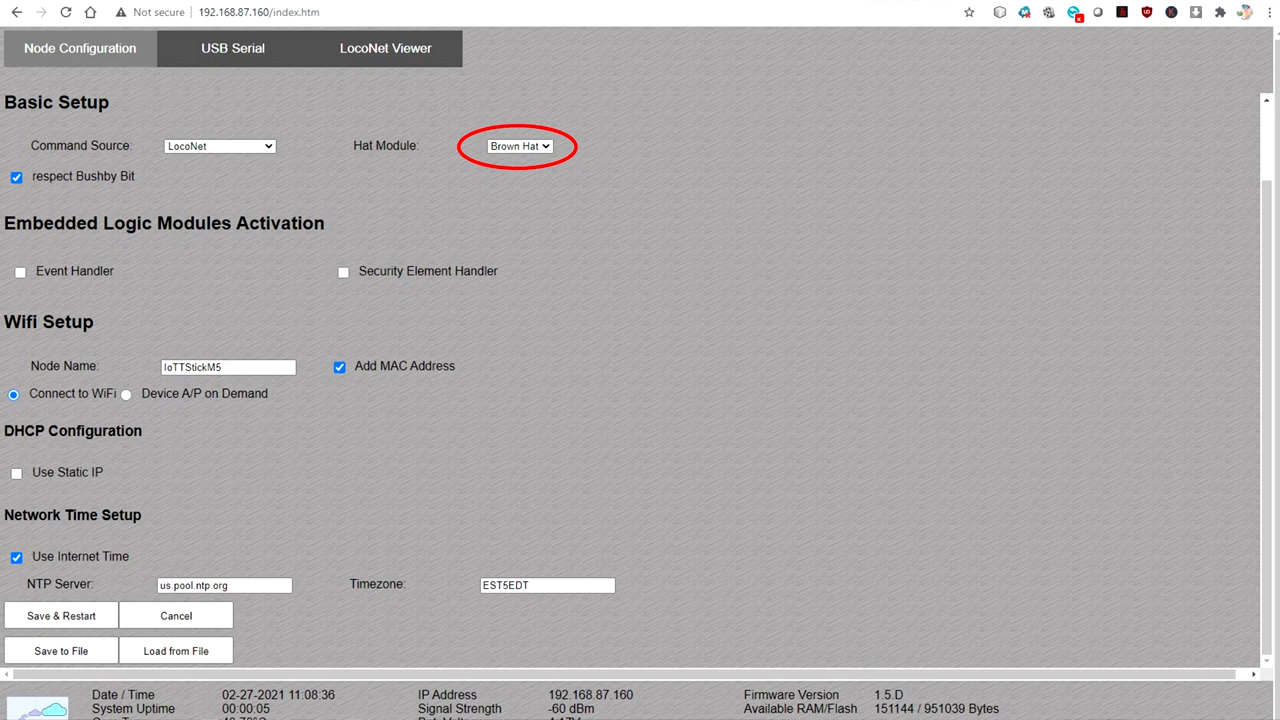 Not secure 192.168.87.160/index.htm
Node Configuration USB Serial LocoNet Viewer
Basic Setup
Command Source: LocoNet Hat Module: Brown Hat
respect Bushby Bit
Embedded Logic Modules Activation
Event Handler Security Element Handler
Wifi Setup
Node Name: IoTTStickM5 Add MAC Address
Connect to WiFi Device A/P on Demand
DHCP Configuration
Use Static IP
Network Time Setup
Use Internet Time
NTP Server: us.pool.ntp.org Timezone: EST5EDT
Save & Restart Cancel
Save to File Load from File
Date / Time 02-27-2021 11:08:36 IP Address 192.168.87.160 Firmware Version 1.5.D
System Uptime 00:00:05 Signal Strength -60 dBm Available RAM/Flash 151144 / 951039 Bytes